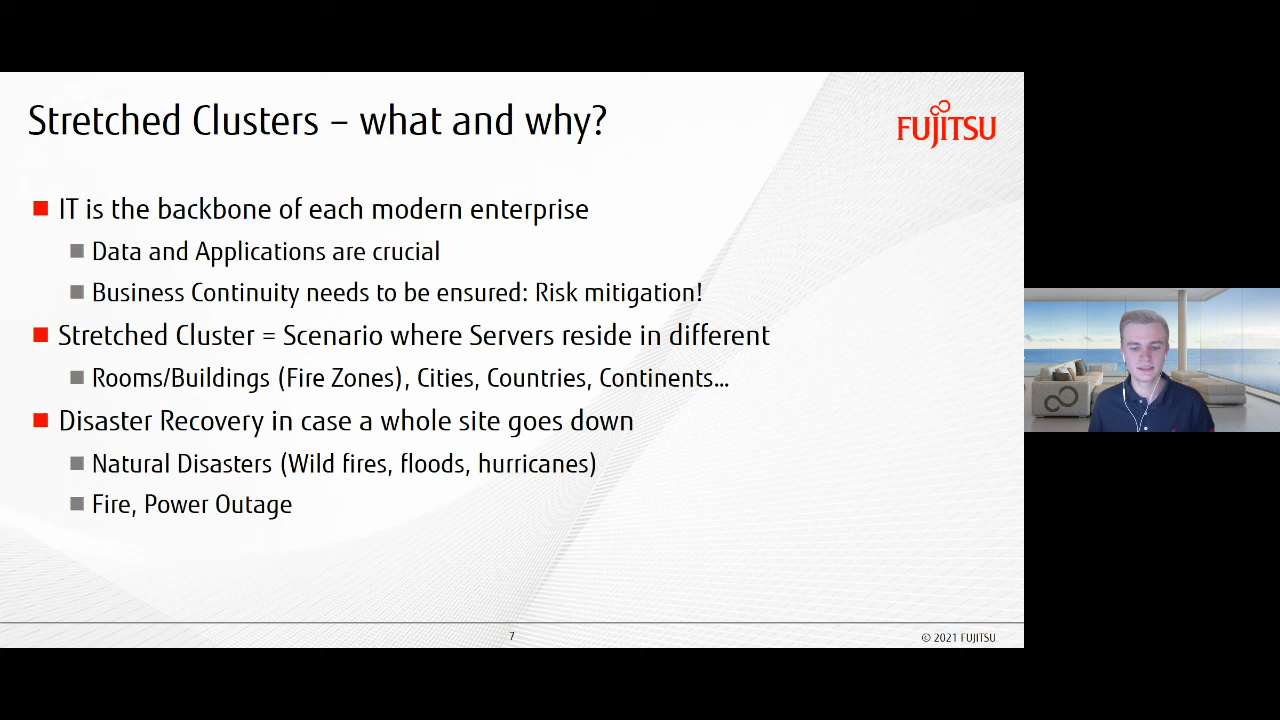 Stretched Clusters – what and why?
FUJITSU
IT is the backbone of each modern enterprise
Data and Applications are crucial
Business Continuity needs to be ensured: Risk mitigation!
Stretched Cluster = Scenario where Servers reside in different
Rooms/Buildings (Fire Zones), Cities, Countries, Continents...
Disaster Recovery in case a whole site goes down
Natural Disasters (Wild fires, floods, hurricanes)
Fire, Power Outage
7
© 2021 FUJITSU